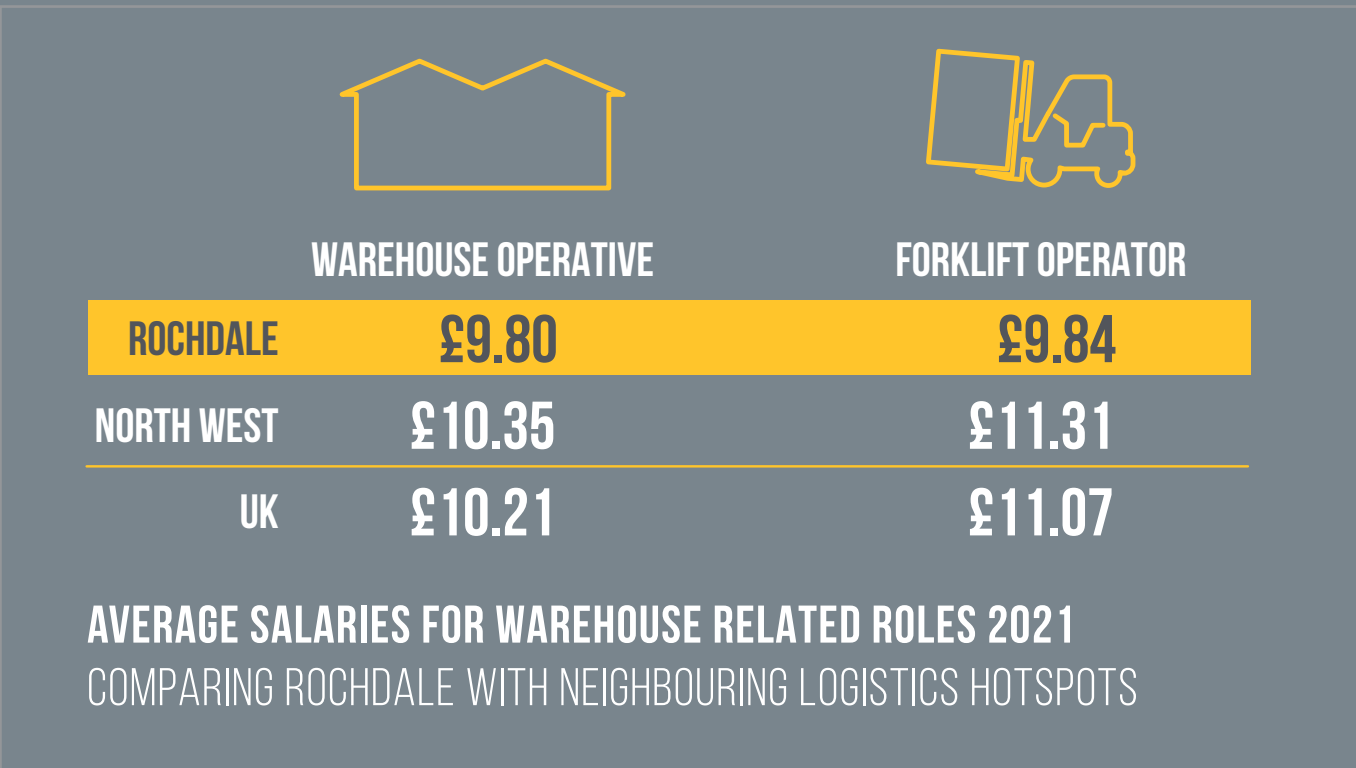 WAREHOUSE OPERATIVE FORKLIFT OPERATOR
ROCHDALE £9.80 £9.84
NORTH WEST £10.35 £11.31
UK £10.21 £11.07
AVERAGE SALARIES FOR WAREHOUSE RELATED ROLES 2021
COMPARING ROCHDALE WITH NEIGHBOURING LOGISTICS HOTSPOTS